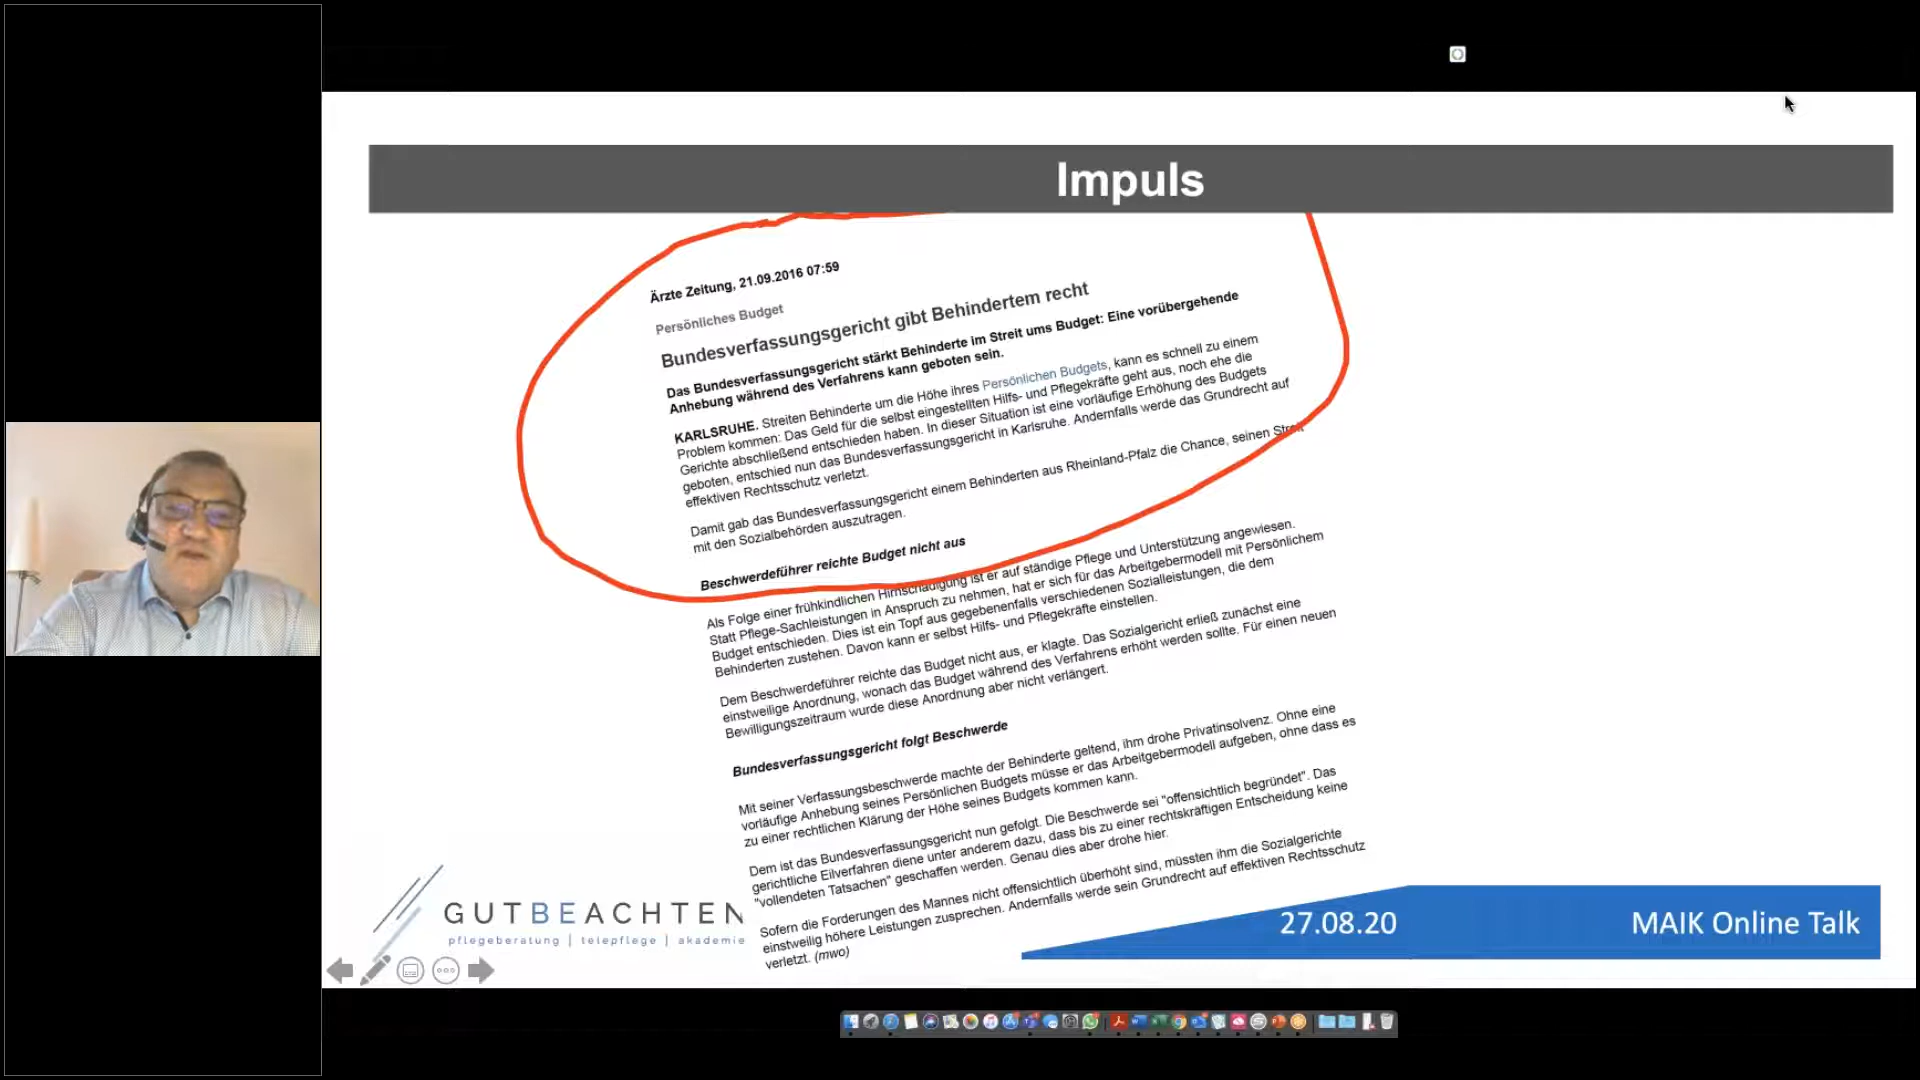 Impuls
Ärzte Zeitung, 21.09.2016 07:59
Persönliches Budget
Bundesverfassungsgericht gibt Behindertem recht
Das Bundesverfassungsgericht stärkt Behinderte im Streit ums Budget: Eine vorübergehende
Anhebung während des Verfahrens kann geboten sein.
KARLSRUHE. Streiten Behinderte um die Höhe ihres Persönlichen Budgets, kann es schnell zu einem
Problem kommen: Das Geld für die selbst eingestellten Hilfs- und Pflegekräfte geht aus, noch ehe die
Gerichte abschließend entschieden haben. In dieser Situation ist eine vorläufige Erhöhung des Budgets
geboten, entschied nun das Bundesverfassungsgericht in Karlsruhe. Andernfalls werde das Grundrecht auf
effektiven Rechtsschutz verletzt.
Damit gab das Bundesverfassungsgericht einem Behinderten aus Rheinland-Pfalz die Chance, seinen Streit
mit den Sozialbehörden auszutragen.
Beschwerdeführer reichte Budget nicht aus
Als Folge einer frühkindlichen Hirnschädigung ist er auf ständige Pflege und Unterstützung angewiesen.
Statt Pflege-Sachleistungen in Anspruch zu nehmen, hat er sich für das Arbeitgebermodell mit Persönlichem
Budget entschieden. Dies ist ein Topf aus gegebenenfalls verschiedenen Sozialleistungen, die dem
Behinderten zustehen. Davon kann er selbst Hilfs- und Pflegekräfte einstellen.
Dem Beschwerdeführer reichte das Budget nicht aus, er klagte. Das Sozialgericht erließ zunächst eine
einstweilige Anordnung, wonach das Budget während des Verfahrens erhöht werden sollte. Für einen neuen
Bewilligungszeitraum wurde diese Anordnung aber nicht verlängert.
Bundesverfassungsgericht folgt Beschwerde
Mit seiner Verfassungsbeschwerde machte der Behinderte geltend, ihm drohe Privatinsolvenz. Ohne eine
vorläufige Anhebung seines Persönlichen Budgets müsse er das Arbeitgebermodell aufgeben, ohne dass es
zu einer rechtlichen Klärung der Höhe seines Budgets kommen kann.
Dem ist das Bundesverfassungsgericht nun gefolgt. Die Beschwerde sei "offensichtlich begründet". Das
gerichtliche Eilverfahren diene unter anderem dazu, dass bis zu einer rechtskräftigen Entscheidung keine
"vollendeten Tatsachen" geschaffen werden. Genau dies aber drohe hier.
Sofern die Forderungen des Mannes nicht offensichtlich überhöht sind, müssten ihm die Sozialgerichte
einstweilig höhere Leistungen zusprechen. Andernfalls werde sein Grundrecht auf effektiven Rechtsschutz
verletzt. (mwo)
GUTBEACHTEN
pflegeberatung | telepflege | akademie
27.08.20
MAIK Online Talk